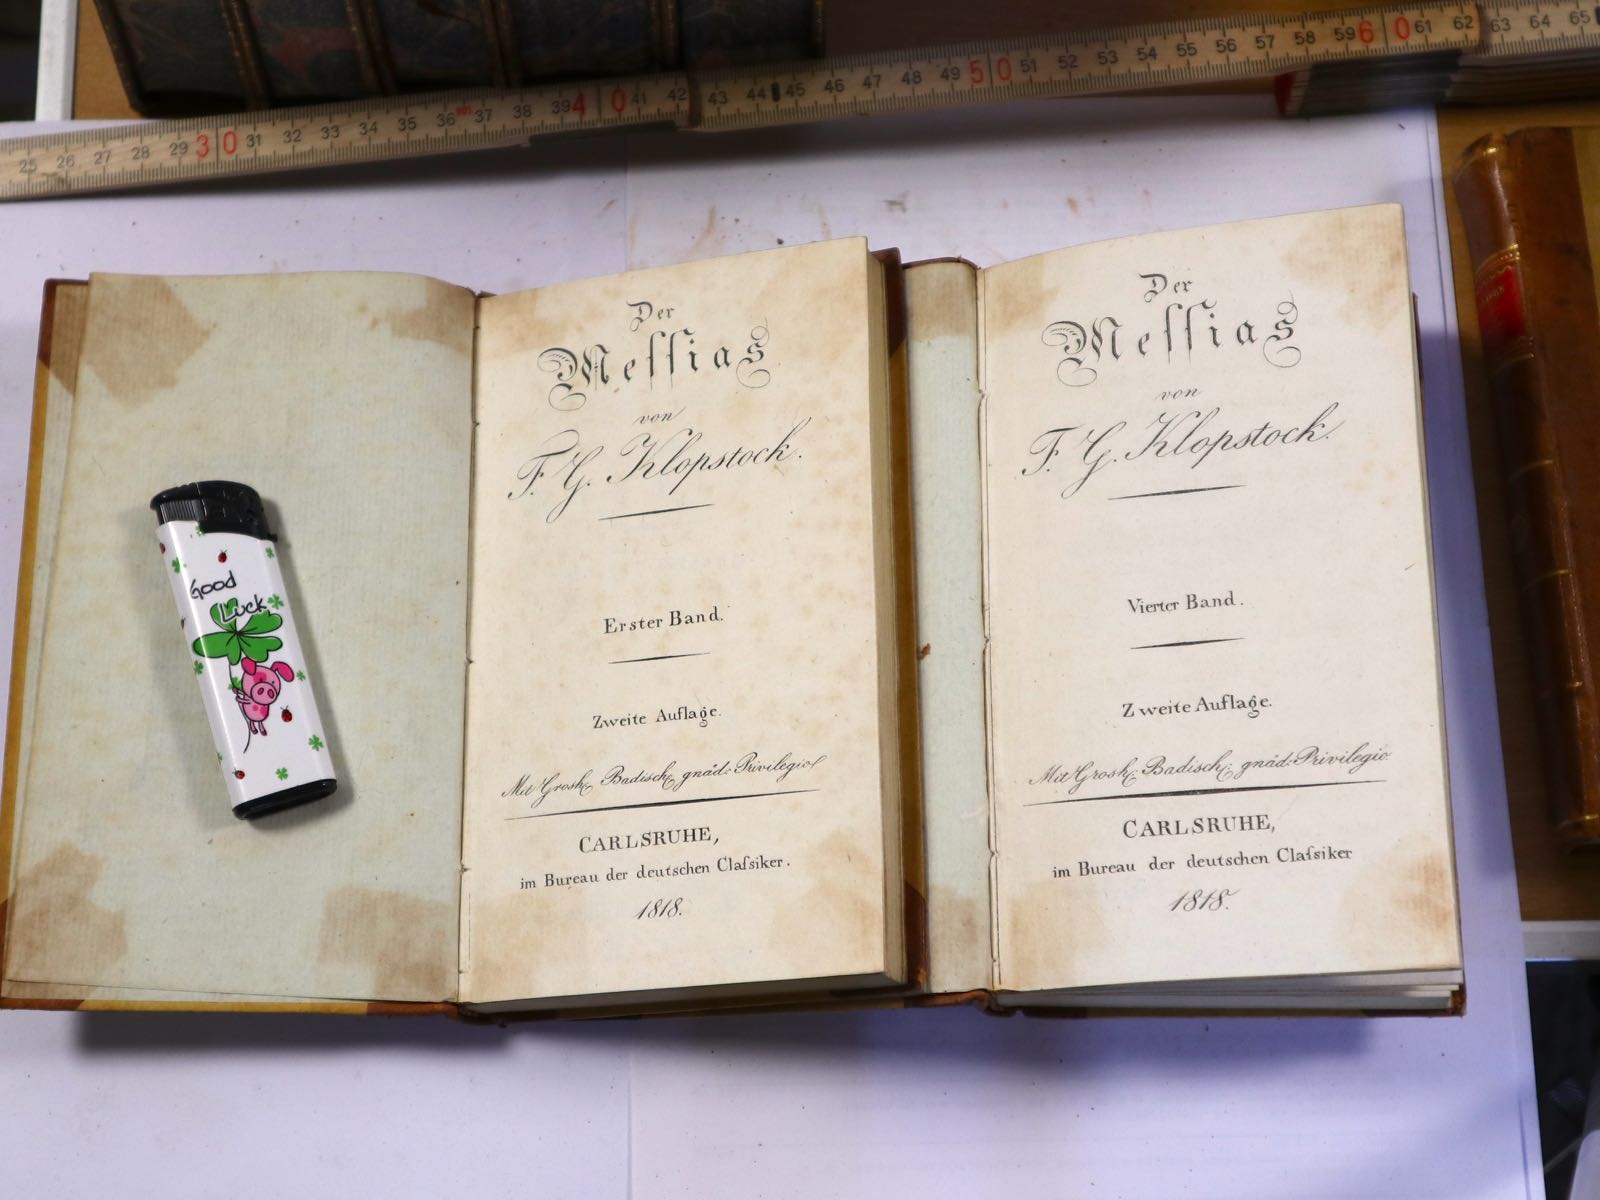 25 26 27 28 29 30 31 32 33 34 35 36 37 38 39 40 41 42 43 44 45 46 47 48 49 50 51 52 53 54 55 56 57 58 59 60 61 62 63 64 65
Good
Luck
Der
Meſſias
von
F. G. Klopstock.
Erster Band.
Zweite Auflage.
Mit Grosh. Badisch. gnäd: Privilegio
CARLSRUHE,
im Bureau der deutschen Claſsiker.
1818.
Der
Meſſias
von
F. G. Klopstock.
Vierter Band.
Zweite Auflage.
Mit Grosh: Badisch: gnäd: Privilegio
CARLSRUHE,
im Bureau der deutschen Claſsiker
1818.